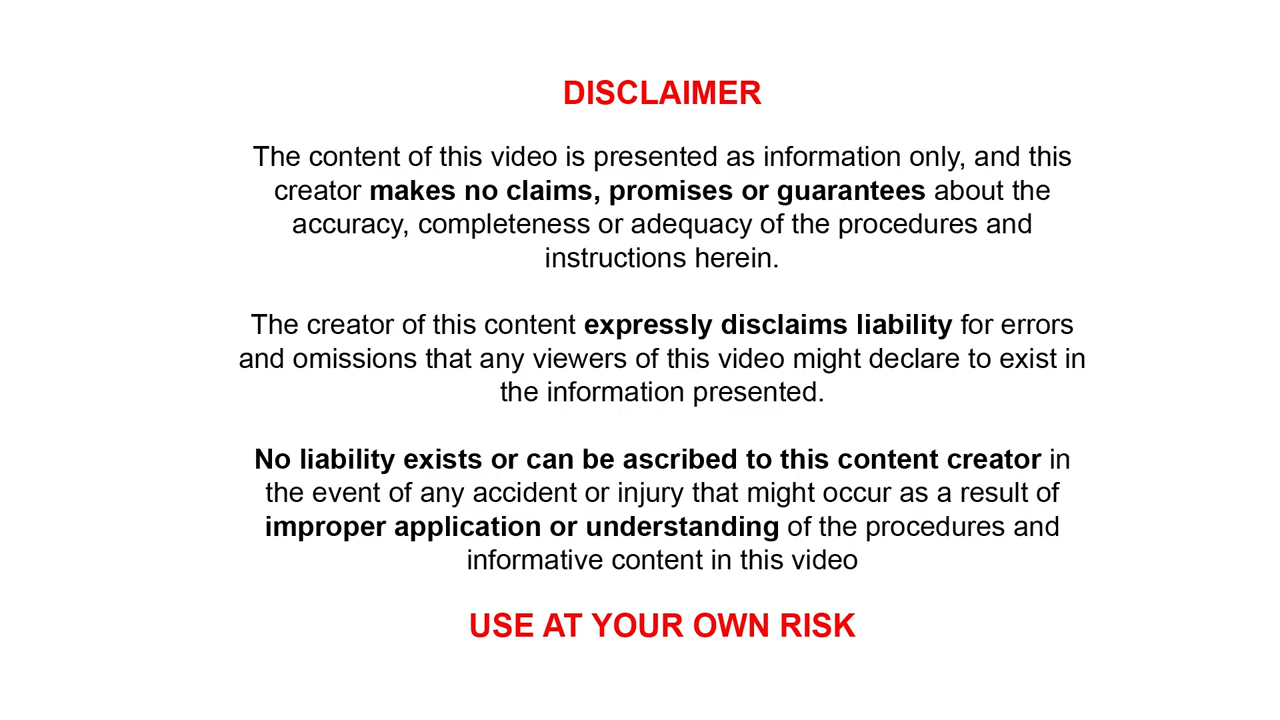 DISCLAIMER
The content of this video is presented as information only, and this
creator makes no claims, promises or guarantees about the
accuracy, completeness or adequacy of the procedures and
instructions herein.
The creator of this content expressly disclaims liability for errors
and omissions that any viewers of this video might declare to exist in
the information presented.
No liability exists or can be ascribed to this content creator in
the event of any accident or injury that might occur as a result of
improper application or understanding of the procedures and
informative content in this video
USE AT YOUR OWN RISK